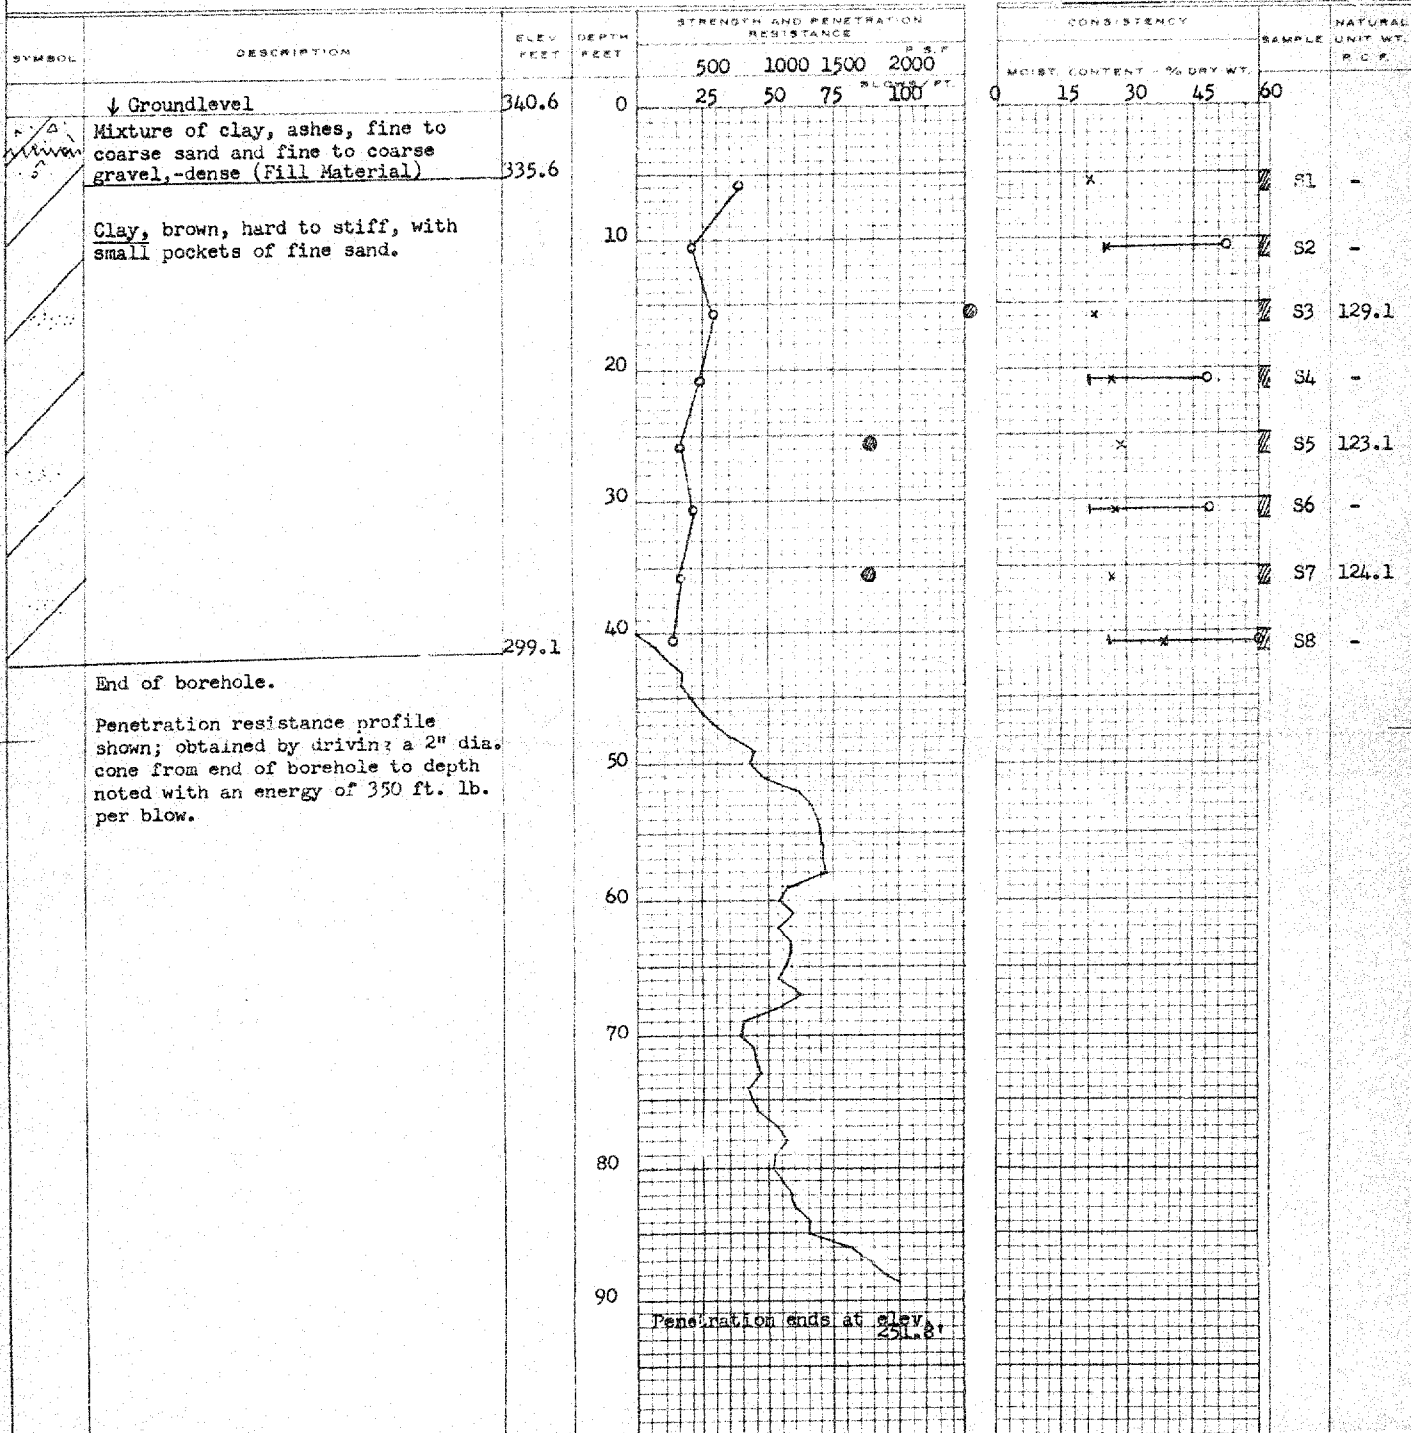 STRENGTH AND PENETRATION RESISTANCE
CONSISTENCY
NATURAL UNIT WT. P.C.F.
SYMBOL DESCRIPTION ELEV FEET DEPTH FEET SAMPLE
P.S.F
500 1000 1500 2000
MOIST. CONTENT - % DRY WT.
BLOWS/FT.
25 50 75 100
0 15 30 45 60
↓ Groundlevel 340.6 0
Mixture of clay, ashes, fine to
coarse sand and fine to coarse
gravel,-dense (Fill Material) 335.6
S1 -
Clay, brown, hard to stiff, with
small pockets of fine sand.
10 S2 -
S3 129.1
20 S4 -
S5 123.1
30 S6 -
S7 124.1
40
299.1 S8 -
End of borehole.
Penetration resistance profile
shown; obtained by driving a 2" dia.
cone from end of borehole to depth
noted with an energy of 350 ft. lb.
per blow.
50
60
70
80
90
Penetration ends at elev.
251.8'